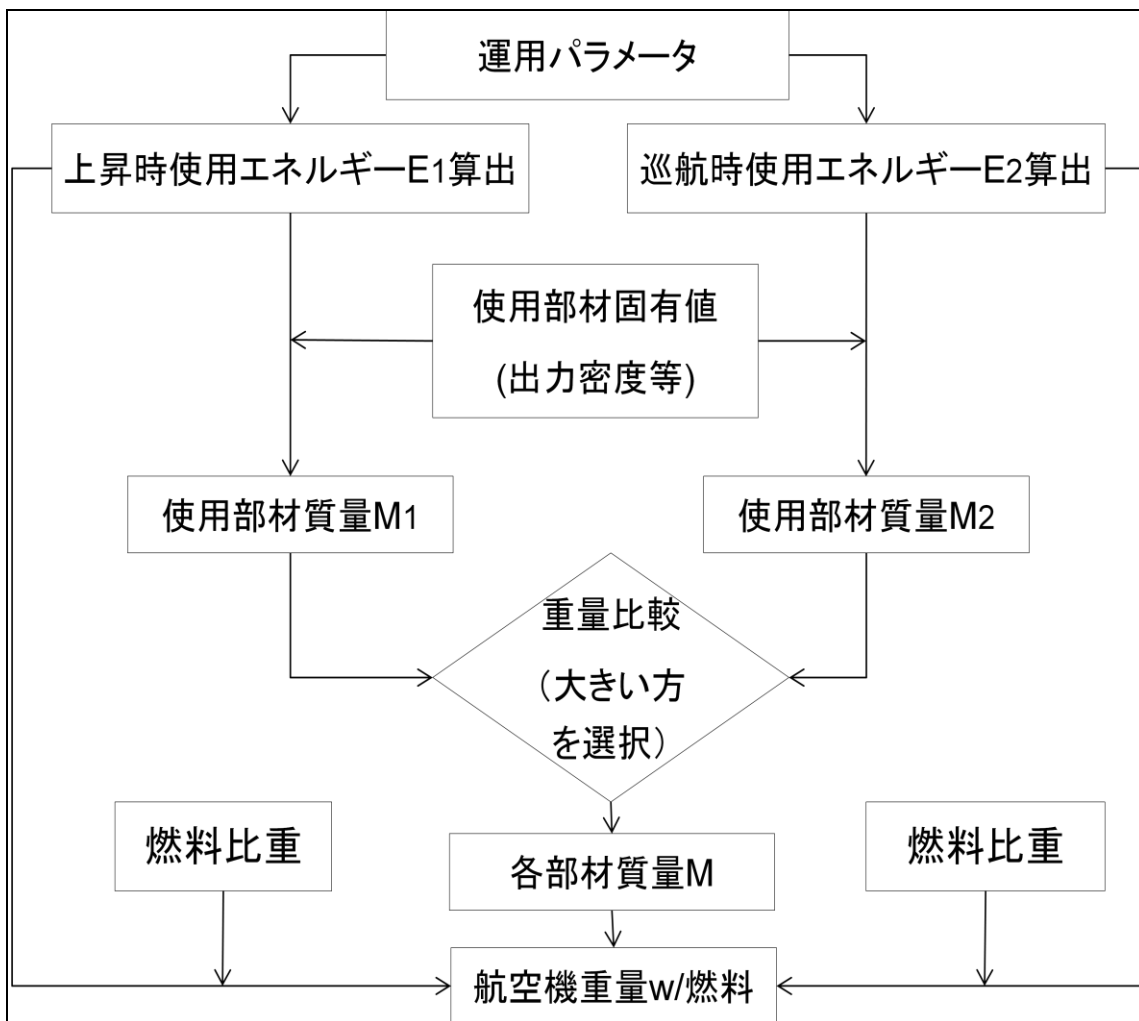 運用パラメータ
上昇時使用エネルギーE1算出
巡航時使用エネルギーE2算出
使用部材固有値
(出力密度等)
使用部材質量M1
使用部材質量M2
重量比較
（大きい方
を選択）
燃料比重
燃料比重
各部材質量M
航空機重量w/燃料